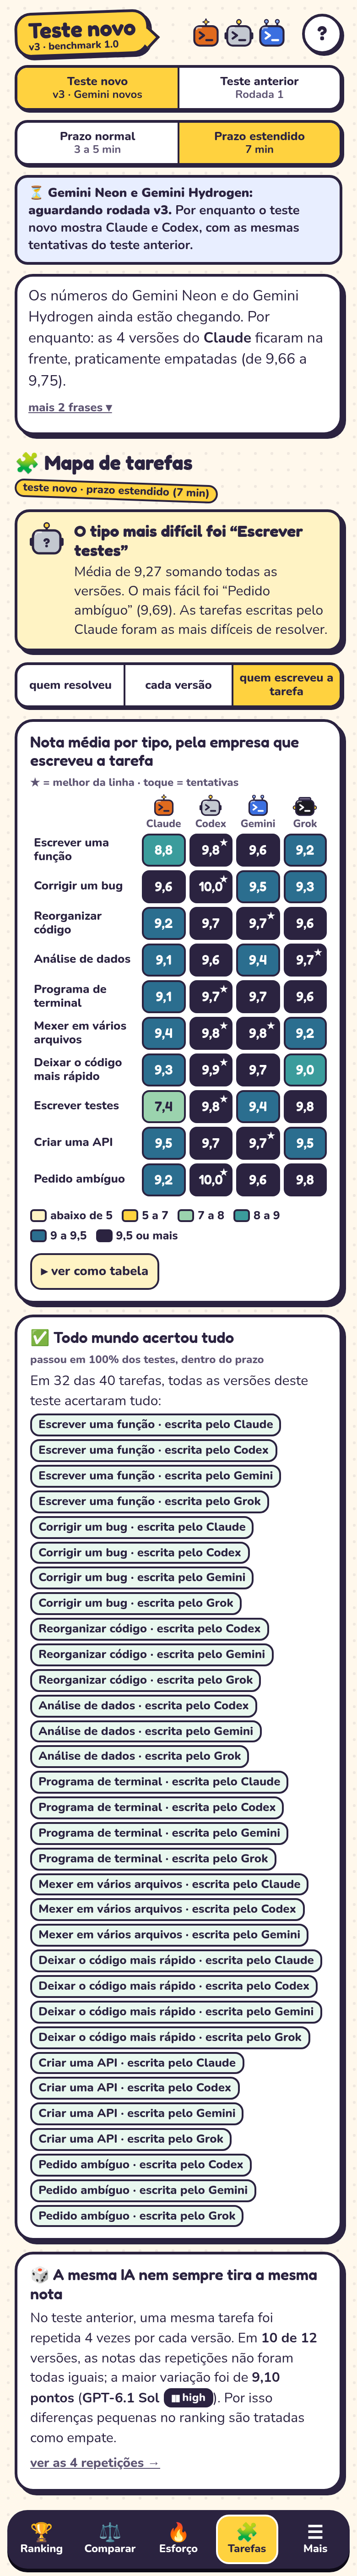 Teste novo
v3 · benchmark 1.0
?
Teste novo
v3 · Gemini novos
Teste anterior
Rodada 1
Prazo normal
3 a 5 min
Prazo estendido
7 min
⏳ Gemini Neon e Gemini Hydrogen:
aguardando rodada v3. Por enquanto o teste
novo mostra Claude e Codex, com as mesmas
tentativas do teste anterior.
Os números do Gemini Neon e do Gemini
Hydrogen ainda estão chegando. Por
enquanto: as 4 versões do Claude ficaram na
frente, praticamente empatadas (de 9,66 a
9,75).
mais 2 frases ▾
🧩 Mapa de tarefas
teste novo · prazo estendido (7 min)
?
O tipo mais difícil foi “Escrever
testes”
Média de 9,27 somando todas as
versões. O mais fácil foi “Pedido
ambíguo” (9,69). As tarefas escritas pelo
Claude foram as mais difíceis de resolver.
quem resolveu
cada versão
quem escreveu a
tarefa
Nota média por tipo, pela empresa que
escreveu a tarefa
★ = melhor da linha · toque = tentativas
Claude Codex Gemini Grok
Escrever uma
função
8,8 9,8★ 9,6 9,2
Corrigir um bug 9,6 10,0★ 9,5 9,3
Reorganizar
código
9,2 9,7 9,7★ 9,6
Análise de dados 9,1 9,6 9,4 9,7★
Programa de
terminal
9,1 9,7★ 9,7 9,6
Mexer em vários
arquivos
9,4 9,8★ 9,8★ 9,2
Deixar o código
mais rápido
9,3 9,9★ 9,7 9,0
Escrever testes 7,4 9,8★ 9,4 9,8
Criar uma API 9,5 9,7 9,7★ 9,5
Pedido ambíguo 9,2 10,0★ 9,6 9,8
abaixo de 5 5 a 7 7 a 8 8 a 9
9 a 9,5 9,5 ou mais
▸ ver como tabela
✅ Todo mundo acertou tudo
passou em 100% dos testes, dentro do prazo
Em 32 das 40 tarefas, todas as versões deste
teste acertaram tudo:
Escrever uma função · escrita pelo Claude
Escrever uma função · escrita pelo Codex
Escrever uma função · escrita pelo Gemini
Escrever uma função · escrita pelo Grok
Corrigir um bug · escrita pelo Claude
Corrigir um bug · escrita pelo Codex
Corrigir um bug · escrita pelo Gemini
Corrigir um bug · escrita pelo Grok
Reorganizar código · escrita pelo Codex
Reorganizar código · escrita pelo Gemini
Reorganizar código · escrita pelo Grok
Análise de dados · escrita pelo Codex
Análise de dados · escrita pelo Gemini
Análise de dados · escrita pelo Grok
Programa de terminal · escrita pelo Claude
Programa de terminal · escrita pelo Codex
Programa de terminal · escrita pelo Gemini
Programa de terminal · escrita pelo Grok
Mexer em vários arquivos · escrita pelo Claude
Mexer em vários arquivos · escrita pelo Codex
Mexer em vários arquivos · escrita pelo Gemini
Deixar o código mais rápido · escrita pelo Claude
Deixar o código mais rápido · escrita pelo Codex
Deixar o código mais rápido · escrita pelo Gemini
Deixar o código mais rápido · escrita pelo Grok
Criar uma API · escrita pelo Claude
Criar uma API · escrita pelo Codex
Criar uma API · escrita pelo Gemini
Criar uma API · escrita pelo Grok
Pedido ambíguo · escrita pelo Codex
Pedido ambíguo · escrita pelo Gemini
Pedido ambíguo · escrita pelo Grok
🎲 A mesma IA nem sempre tira a mesma
nota
No teste anterior, uma mesma tarefa foi
repetida 4 vezes por cada versão. Em 10 de 12
versões, as notas das repetições não foram
todas iguais; a maior variação foi de 9,10
pontos (GPT-6.1 Sol high). Por isso
diferenças pequenas no ranking são tratadas
como empate.
ver as 4 repetições →
Ranking Comparar Esforço Tarefas Mais